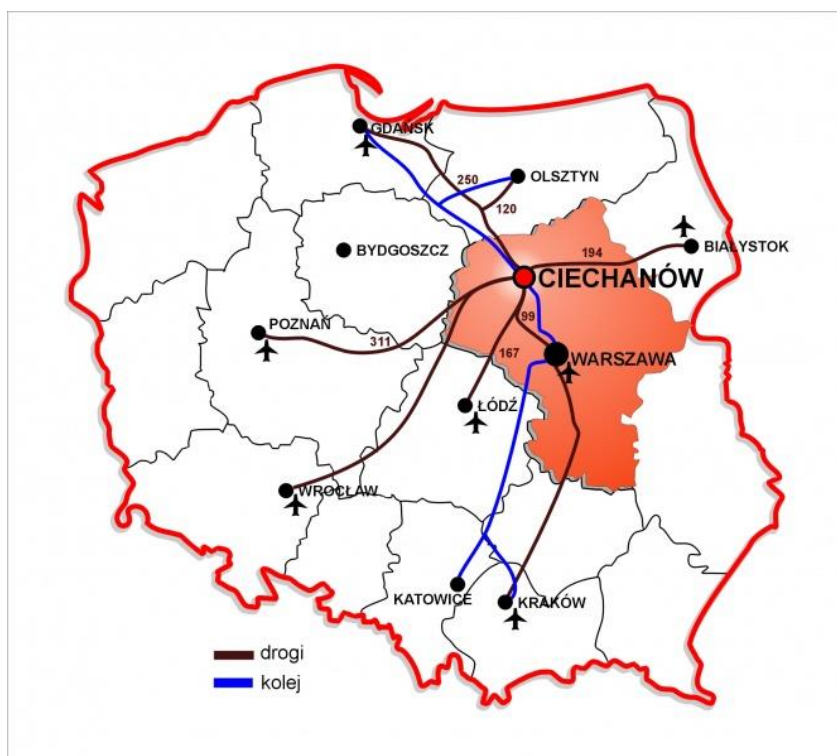 GDAŃSK
250
OLSZTYN
120
194
BIAŁYSTOK
BYDGOSZCZ
CIECHANÓW
99
POZNAŃ
311
167
WARSZAWA
ŁÓDŹ
WROCŁAW
KATOWICE
KRAKÓW
drogi
kolej